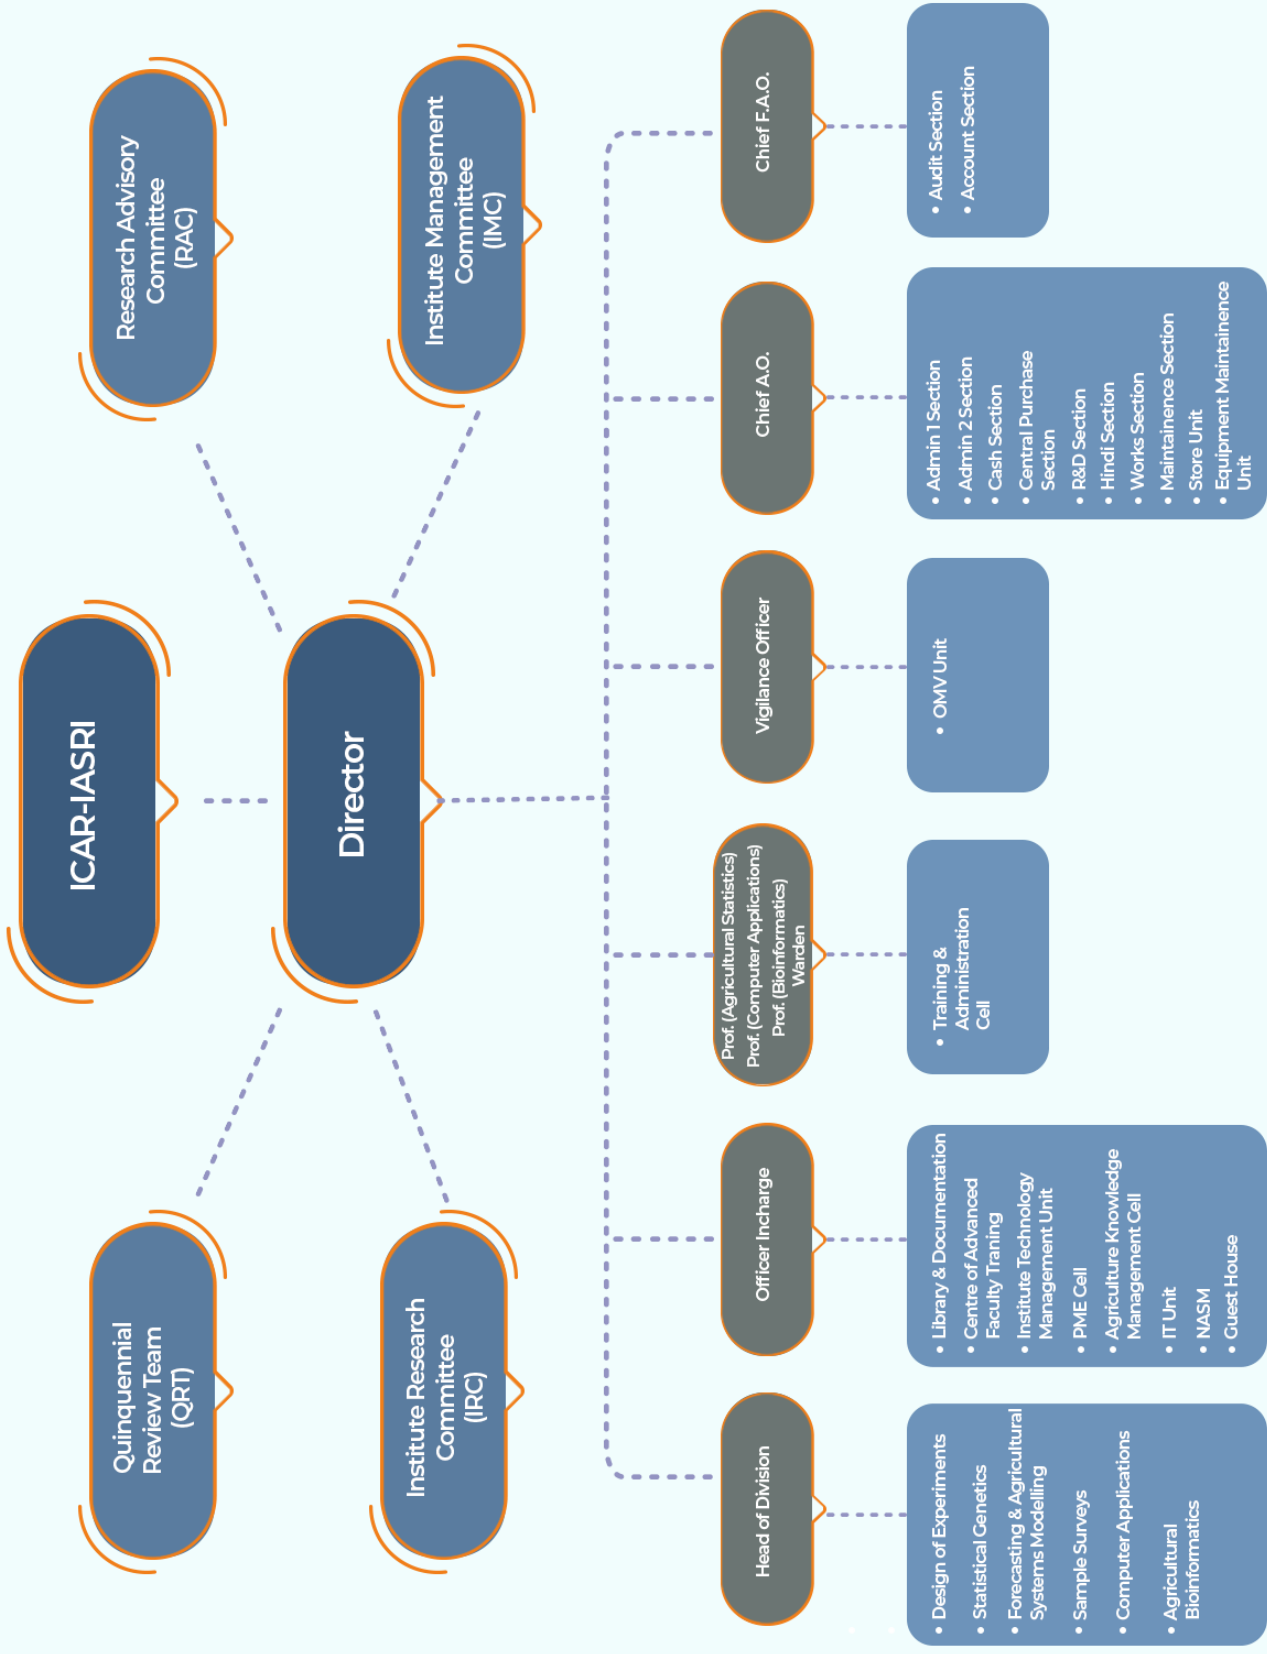 ICAR-IASRI
Quinquennial
Review Team
(QRT)
Research Advisory
Committee
(RAC)
Director
Institute Research
Committee
(IRC)
Institute Management
Committee
(IMC)
Head of Division
• Design of Experiments
• Statistical Genetics
• Forecasting & Agricultural
Systems Modelling
• Sample Surveys
• Computer Applications
• Agricultural
Bioinformatics
Officer Incharge
• Library & Documentation
• Centre of Advanced
Faculty Traning
• Institute Technology
Management Unit
• PME Cell
• Agriculture Knowledge
Management Cell
• IT Unit
• NASM
• Guest House
Prof. (Agricultural Statistics)
Prof. (Computer Applications)
Prof. (Bioinformatics)
Warden
• Training &
Administration
Cell
Vigilance Officer
• OMV Unit
Chief A.O.
• Admin 1 Section
• Admin 2 Section
• Cash Section
• Central Purchase
Section
• R&D Section
• Hindi Section
• Works Section
• Maintainence Section
• Store Unit
• Equipment Maintainence
Unit
Chief F.A.O.
• Audit Section
• Account Section